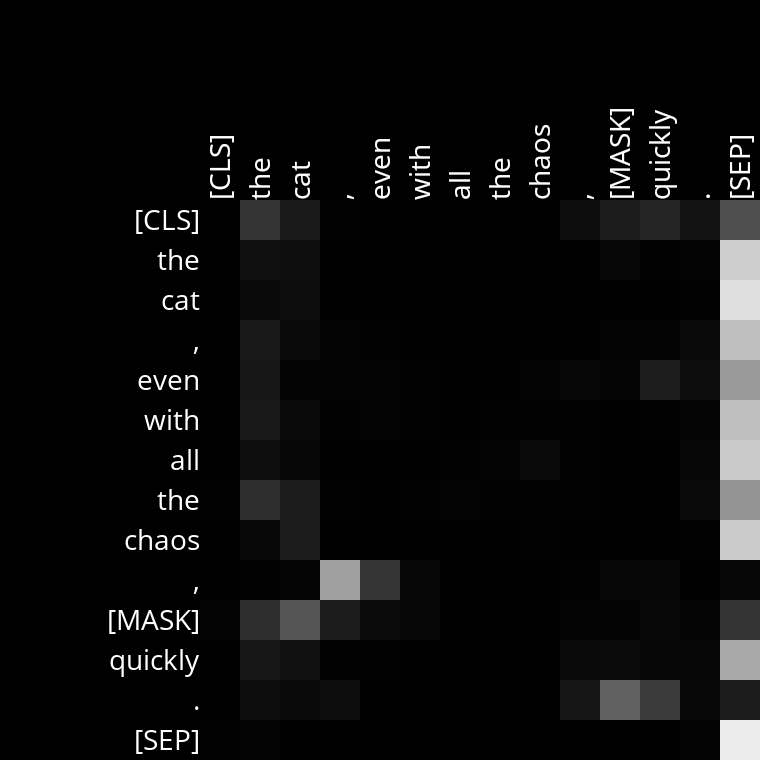 [CLS] the cat , even with all the chaos , [MASK] quickly . [SEP]
[CLS]
the
cat
,
even
with
all
the
chaos
,
[MASK]
quickly
.
[SEP]